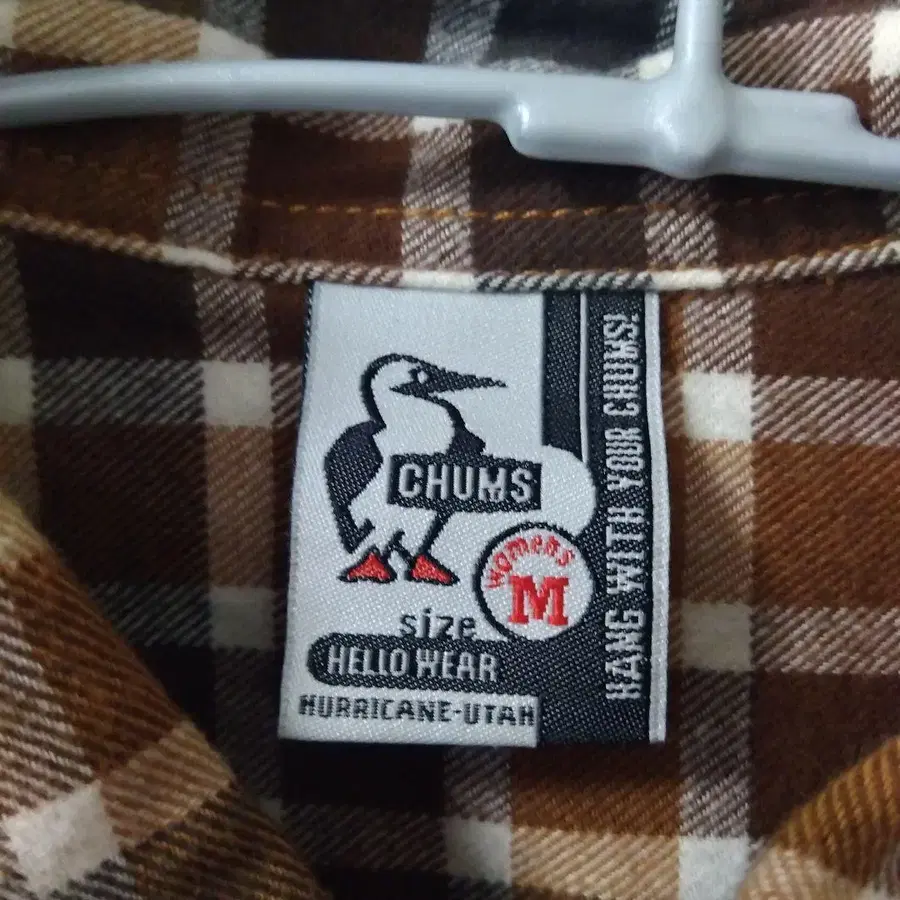 CHUMS
womens
M
size
HELLO WEAR
HURRICANE-UTAH
HANG WITH YOUR CHUMS!